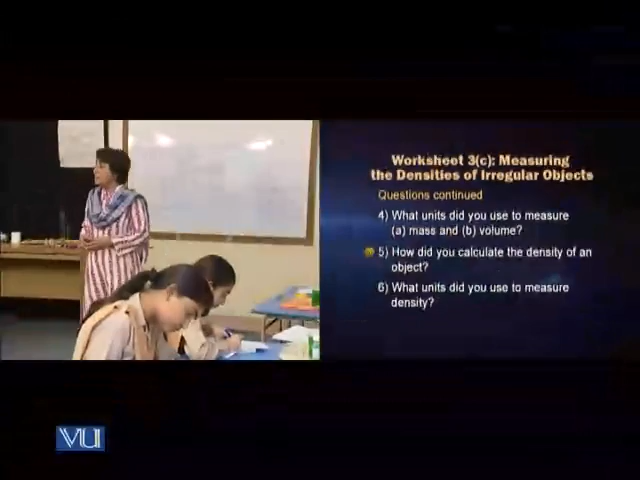 Worksheet 3(c): Measuring
the Densities of Irregular Objects
Questions continued
4) What units did you use to measure
(a) mass and (b) volume?
5) How did you calculate the density of an
object?
6) What units did you use to measure
density?
VU